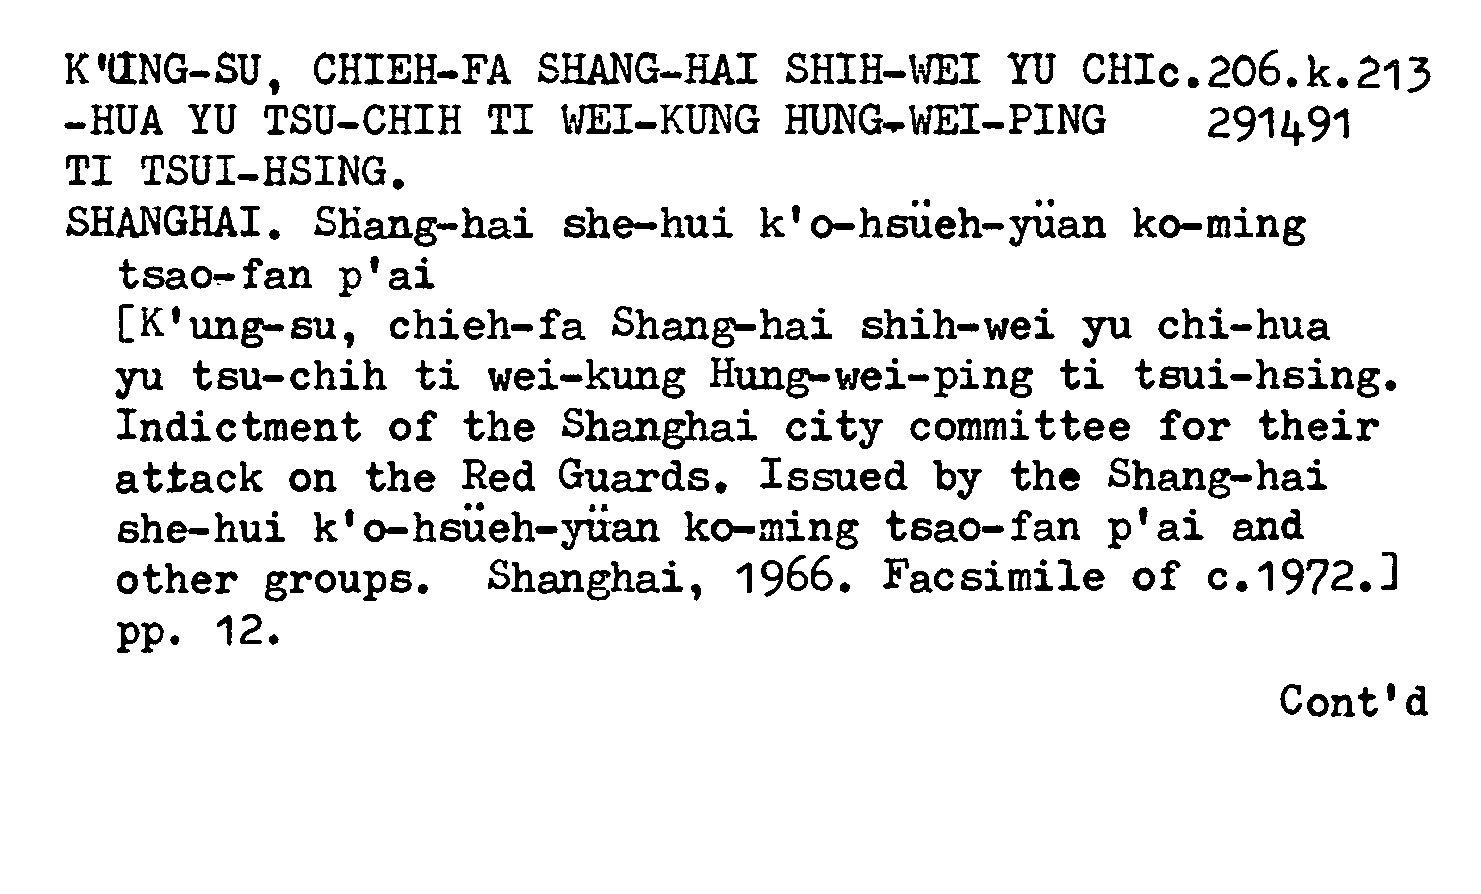 K'UNG-SU, CHIEH-FA SHANG-HAI SHIH-WEI YU CHI c.206.k.213
-HUA YU TSU-CHIH TI WEI-KUNG HUNG-WEI-PING 291491
TI TSUI-HSING.
SHANGHAI. Shang-hai she-hui k'o-hsüeh-yüan ko-ming
tsao-fan p'ai
[K'ung-su, chieh-fa Shang-hai shih-wei yu chi-hua
yu tsu-chih ti wei-kung Hung-wei-ping ti tsui-hsing.
Indictment of the Shanghai city committee for their
attack on the Red Guards. Issued by the Shang-hai
she-hui k'o-hsüeh-yüan ko-ming tsao-fan p'ai and
other groups. Shanghai, 1966. Facsimile of c.1972.]
pp. 12.
Cont'd